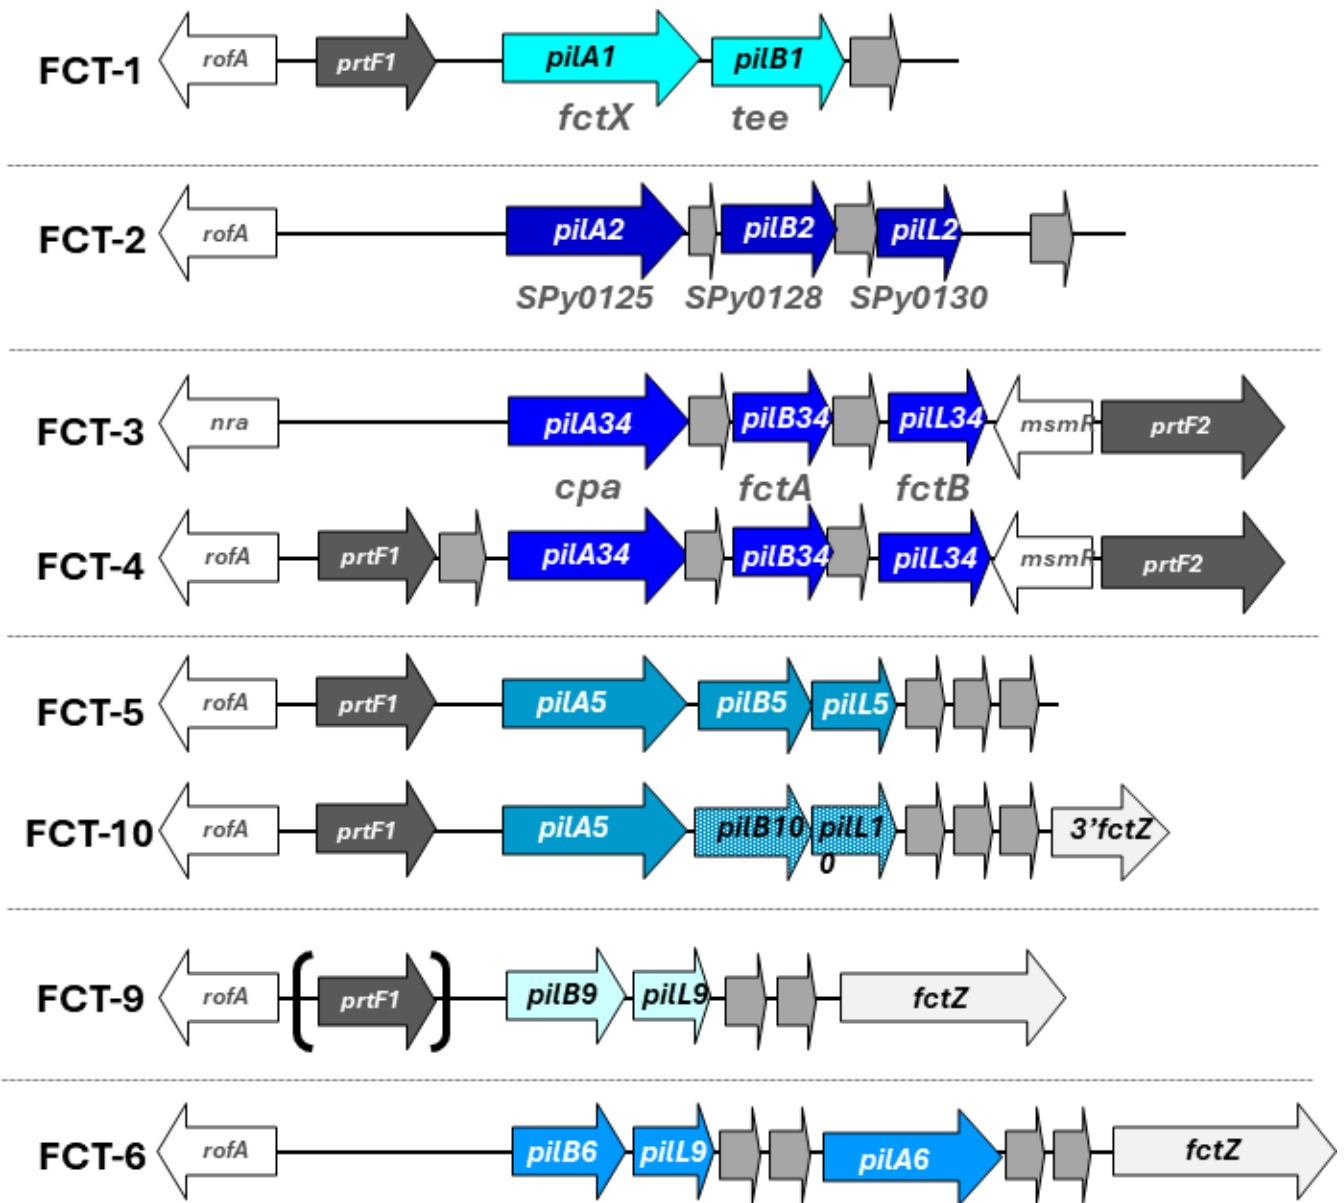 FCT-1 rofA prtF1 pilA1 pilB1
fctX tee
FCT-2 rofA pilA2 pilB2 pilL2
SPy0125 SPy0128 SPy0130
FCT-3 nra pilA34 pilB34 pilL34 msmR prtF2
cpa fctA fctB
FCT-4 rofA prtF1 pilA34 pilB34 pilL34 msmR prtF2
FCT-5 rofA prtF1 pilA5 pilB5 pilL5
FCT-10 rofA prtF1 pilA5 pilB10 pilL1 3’fctZ
0
FCT-9 rofA ( prtF1 ) pilB9 pilL9 fctZ
FCT-6 rofA pilB6 pilL9 pilA6 fctZ